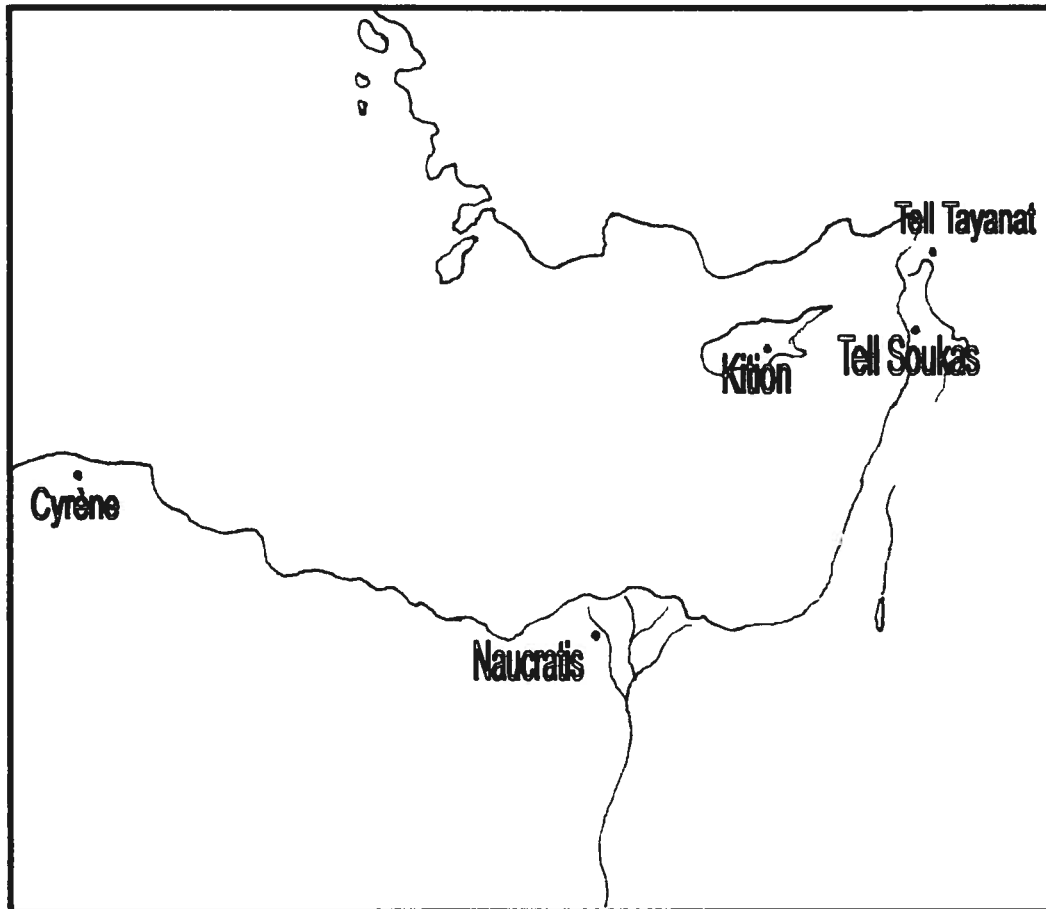 Tell Tayanat
Tell Soukas
Kition
Cyrène
Naucratis